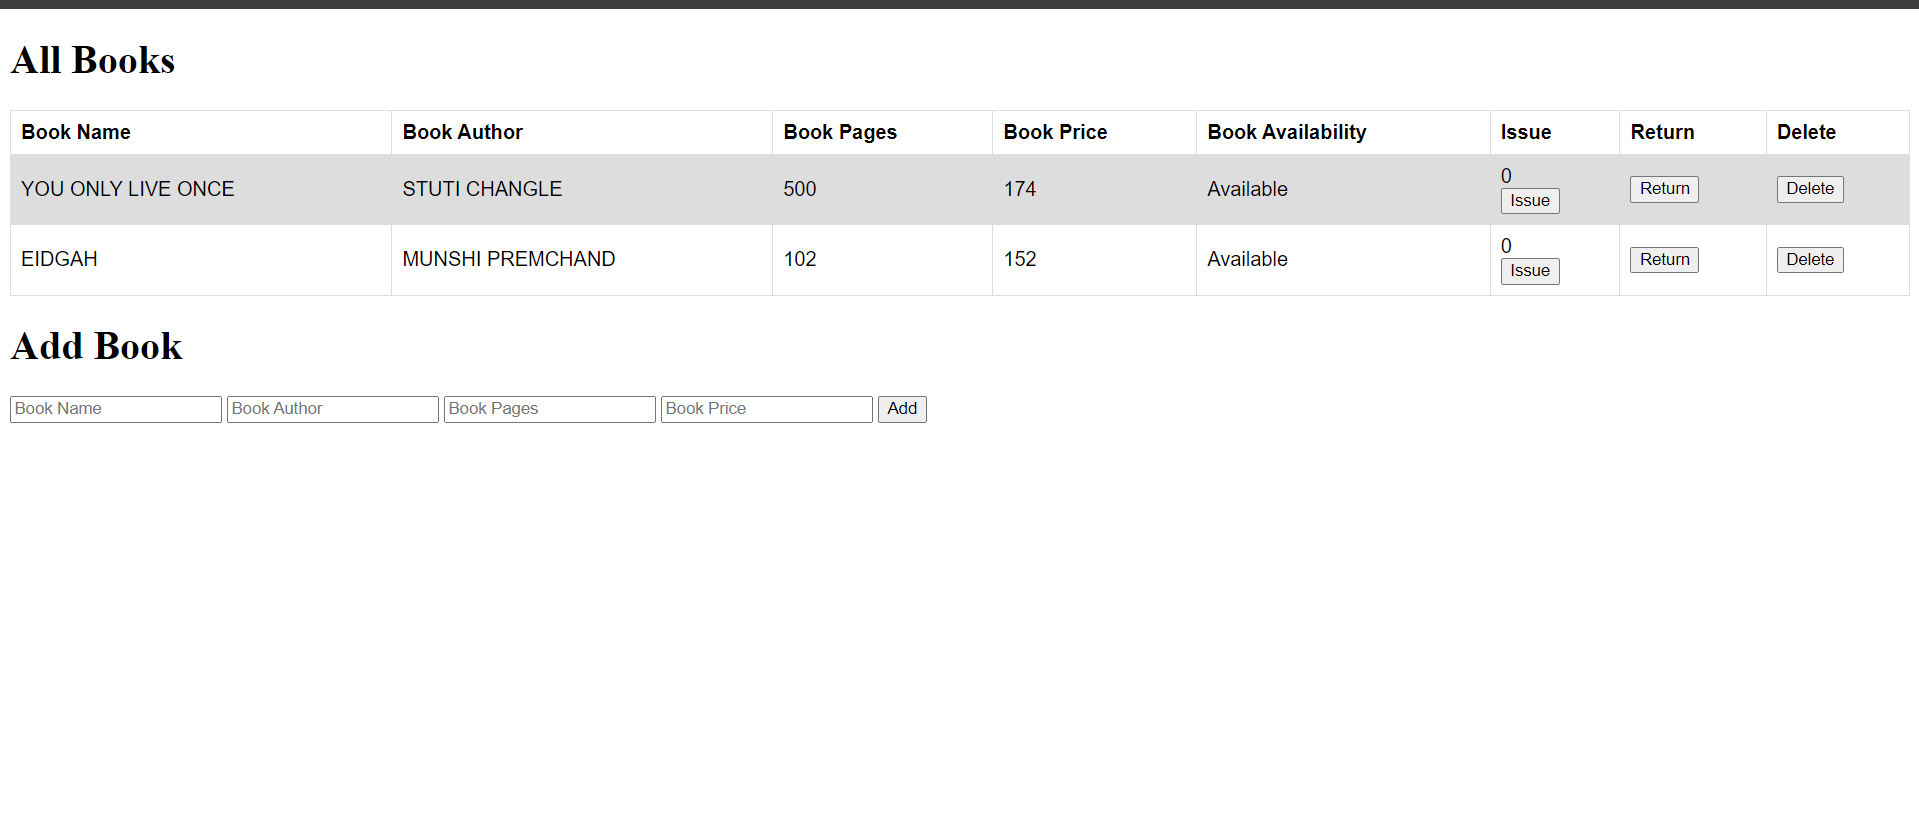 All Books
Book Name Book Author Book Pages Book Price Book Availability Issue Return Delete
YOU ONLY LIVE ONCE STUTI CHANGLE 500 174 Available 0 Issue Return Delete
EIDGAH MUNSHI PREMCHAND 102 152 Available 0 Issue Return Delete
Add Book
Book Name Book Author Book Pages Book Price Add